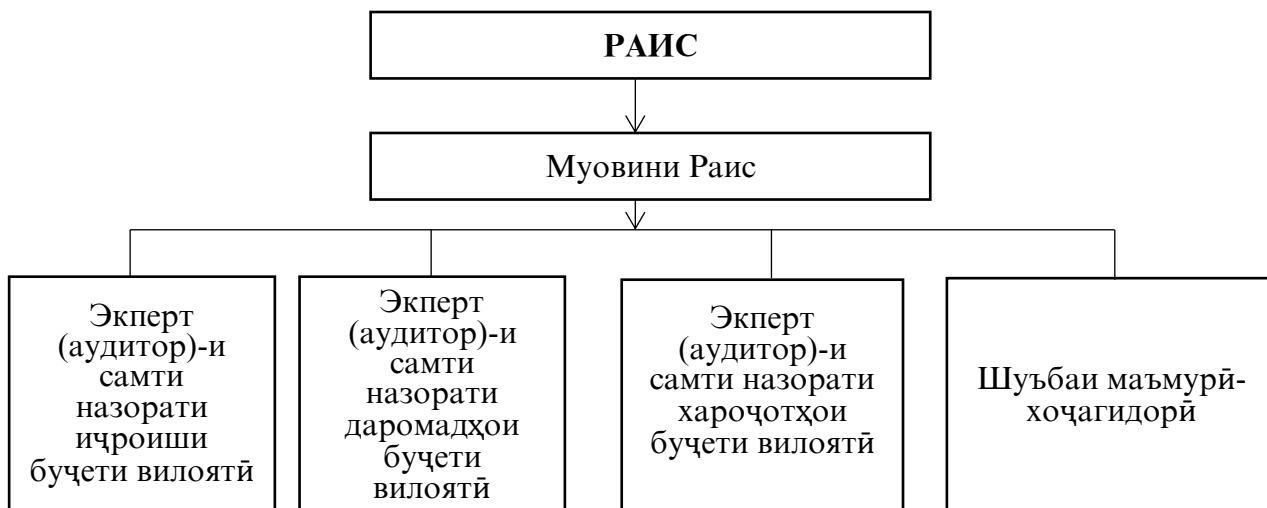 РАИС
Муовини Раис
Экперт
(аудитор)-и
самти
назорати
иҷроиши
буҷети вилоятӣ
Экперт
(аудитор)-и
самти
назорати
даромадҳои
буҷети
вилоятӣ
Экперт
(аудитор)-и
самти назорати
хароҷотҳои
буҷети вилоятӣ
Шуъбаи маъмурӣ-
хоҷагидорӣ